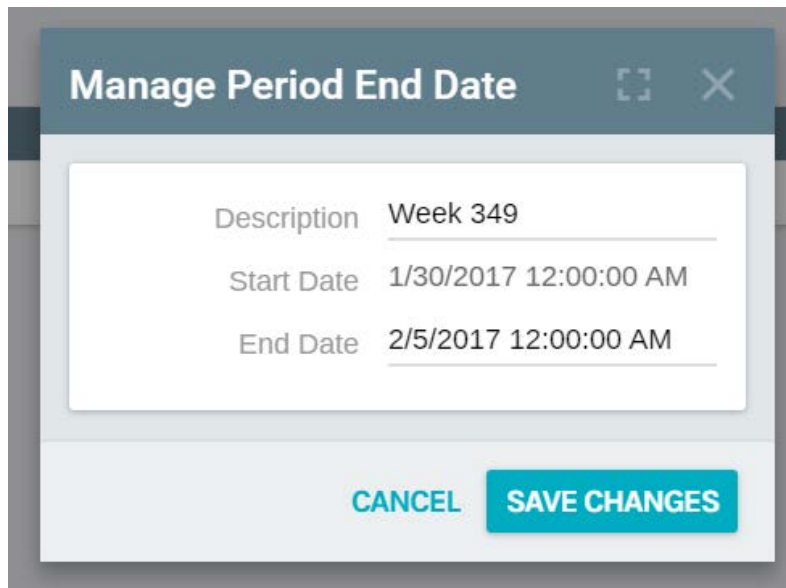 Manage Period End Date
Description Week 349
Start Date 1/30/2017 12:00:00 AM
End Date 2/5/2017 12:00:00 AM
CANCEL SAVE CHANGES